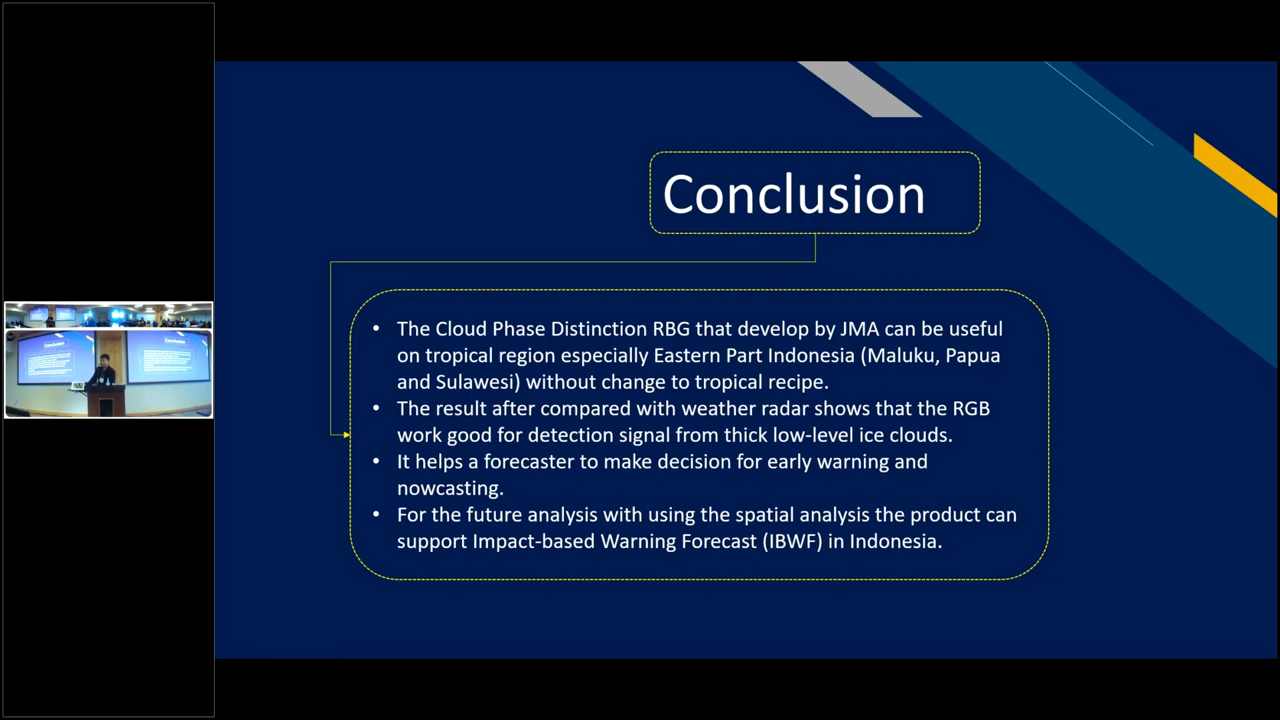 Conclusion
• The Cloud Phase Distinction RBG that develop by JMA can be useful
on tropical region especially Eastern Part Indonesia (Maluku, Papua
and Sulawesi) without change to tropical recipe.
• The result after compared with weather radar shows that the RGB
work good for detection signal from thick low-level ice clouds.
• It helps a forecaster to make decision for early warning and
nowcasting.
• For the future analysis with using the spatial analysis the product can
support Impact-based Warning Forecast (IBWF) in Indonesia.